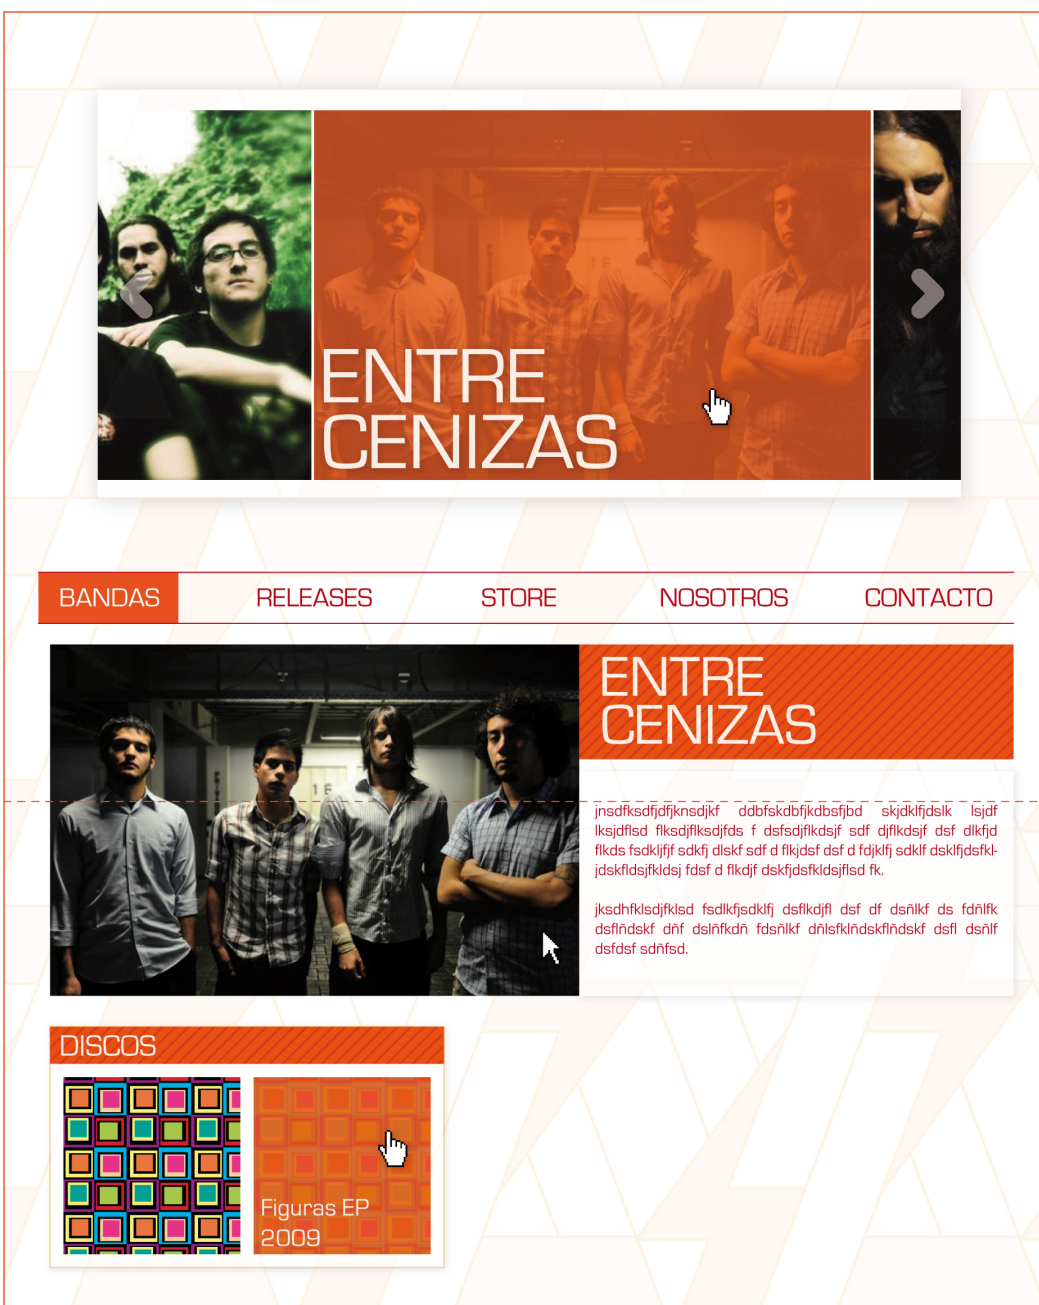 ENTRE
CENIZAS
BANDAS RELEASES STORE NOSOTROS CONTACTO
ENTRE
CENIZAS
jnsdfksdfjdfjknsdjkf ddbfskdbfjkdbsfjbd skjdklfjdslk lsjdf
lksjdflsd flksdjflksdjfds f dsfsdjflkdsjf sdf djflkdsjf dsf dlkfjd
flkds fsdkljfjf sdkfj dlskf sdf d flkjdsf dsf d fdjklfj sdklf dsklfjdsfkl-
jdskfldsjfkldsj fdsf d flkdjf dskfjdsfkldsjflsd fk.
jksdhfklsdjfklsd fsdlkfjsdklfj dsflkdjfl dsf df dsñlkf ds fdñlfk
dsflñdskf dñf dslñfkdñ fdsñlkf dñlsfklñdskflñdskf dsfl dsñlf
dsfdsf sdñfsd.
DISCOS
Figuras EP
2009